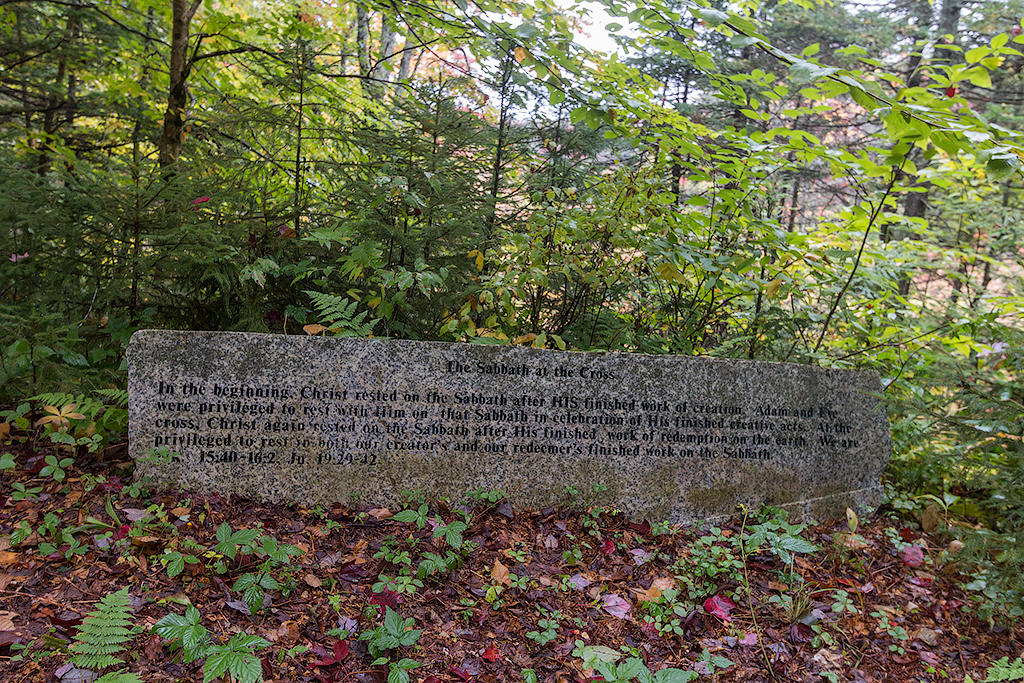 The Sabbath at the Cross.
In the beginning, Christ rested on the Sabbath after HIS finished work of creation. Adam and Eve
were privileged to rest with Him on that Sabbath in celebration of His finished creative acts. At the
cross, Christ again rested on the Sabbath after His finished work of redemption on the earth. We are
privileged to rest in both our creator's and our redeemer's finished work on the Sabbath.
15:40-16:2, Jn. 19:29-42